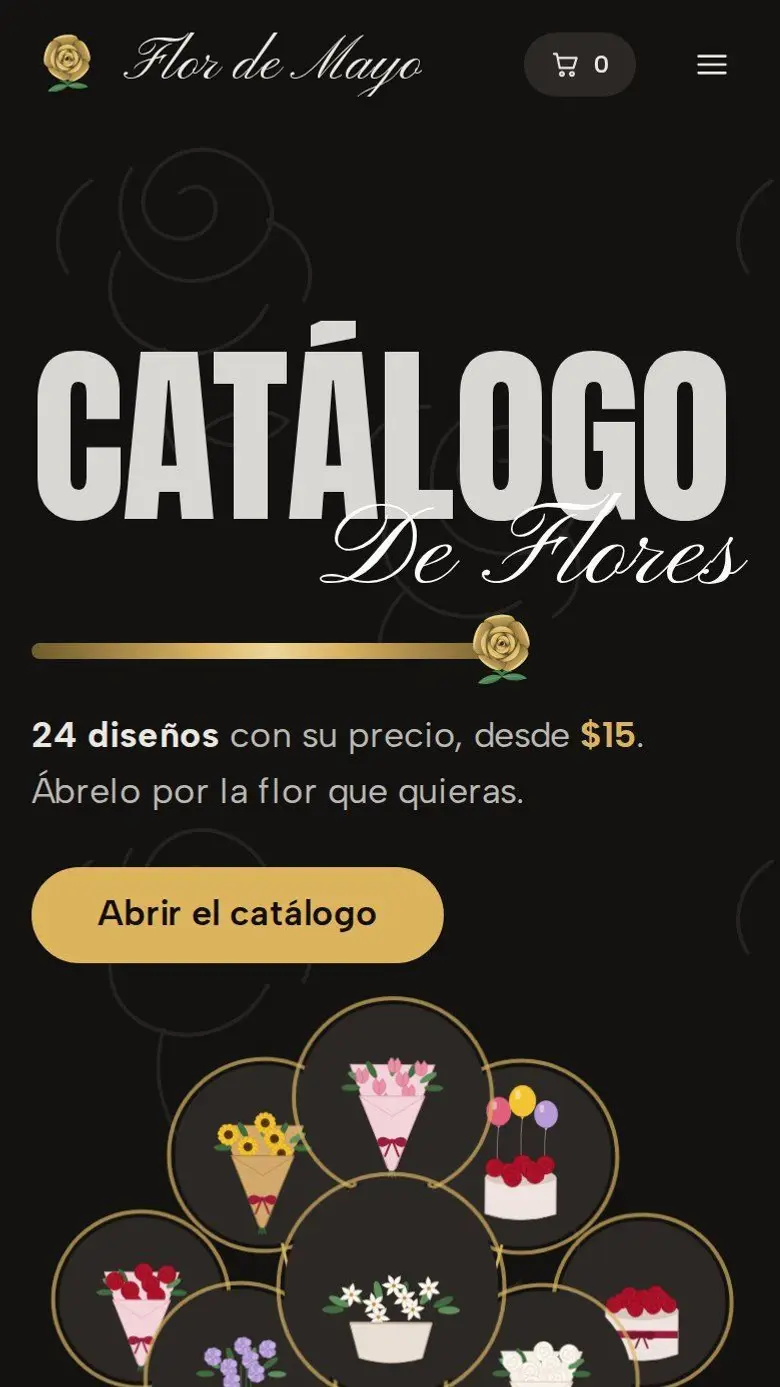 Flor de Mayo
0
CATÁLOGO
De Flores
24 diseños con su precio, desde $15.
Ábrelo por la flor que quieras.
Abrir el catálogo